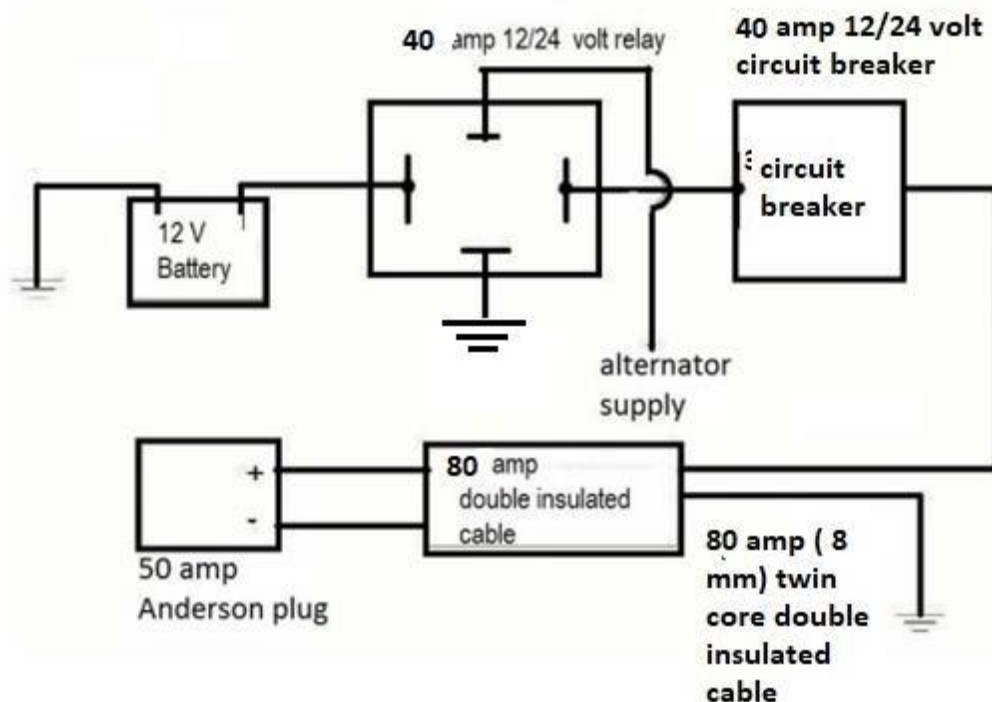 40 amp 12/24 volt relay
40 amp 12/24 volt
circuit breaker
circuit
breaker
12 V
Battery
alternator
supply
+
-
80 amp
double insulated
cable
50 amp
Anderson plug
80 amp ( 8
mm) twin
core double
insulated
cable